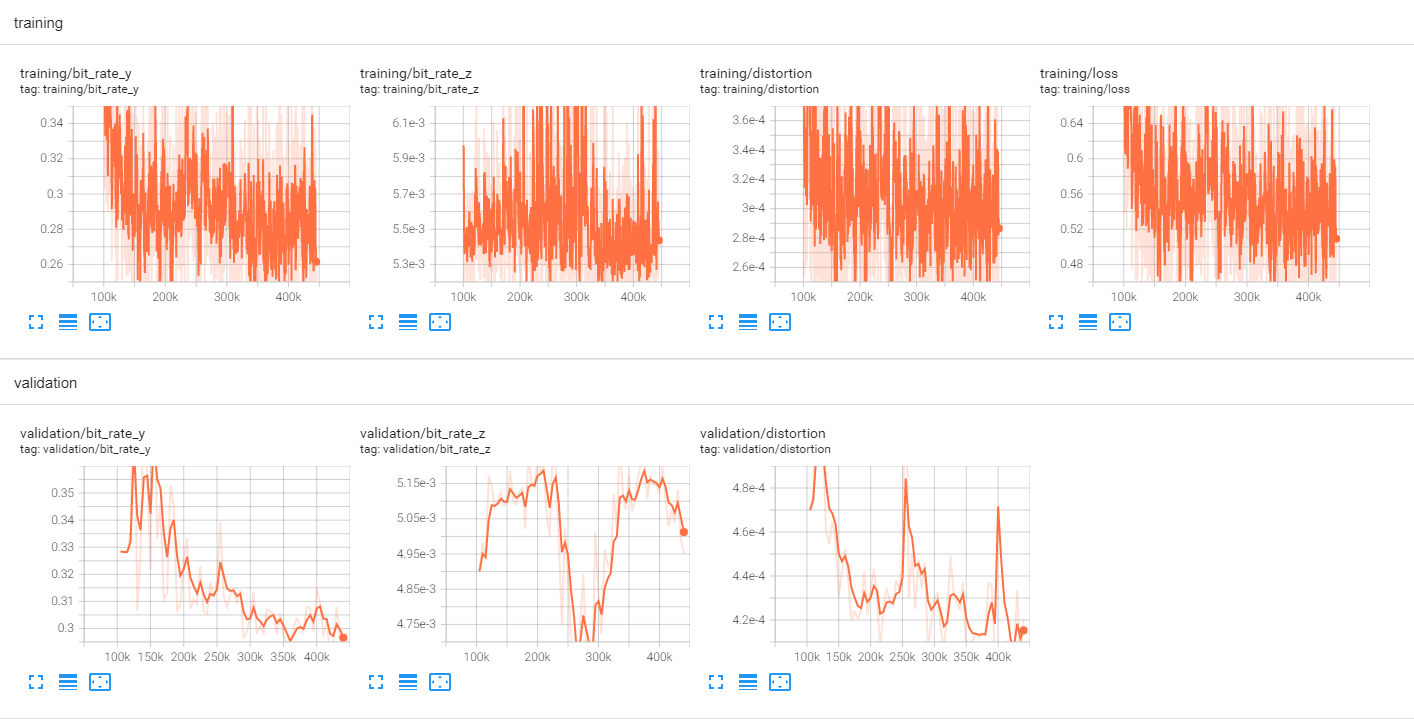 training
training/bit_rate_y
tag: training/bit_rate_y
0.34
0.32
0.3
0.28
0.26
100k 200k 300k 400k
training/bit_rate_z
tag: training/bit_rate_z
6.1e-3
5.9e-3
5.7e-3
5.5e-3
5.3e-3
100k 200k 300k 400k
training/distortion
tag: training/distortion
3.6e-4
3.4e-4
3.2e-4
3e-4
2.8e-4
2.6e-4
100k 200k 300k 400k
training/loss
tag: training/loss
0.64
0.6
0.56
0.52
0.48
100k 200k 300k 400k
validation
validation/bit_rate_y
tag: validation/bit_rate_y
0.35
0.34
0.33
0.32
0.31
0.3
100k 150k 200k 250k 300k 350k 400k
validation/bit_rate_z
tag: validation/bit_rate_z
5.15e-3
5.05e-3
4.95e-3
4.85e-3
4.75e-3
100k 200k 300k 400k
validation/distortion
tag: validation/distortion
4.8e-4
4.6e-4
4.4e-4
4.2e-4
100k 150k 200k 250k 300k 350k 400k